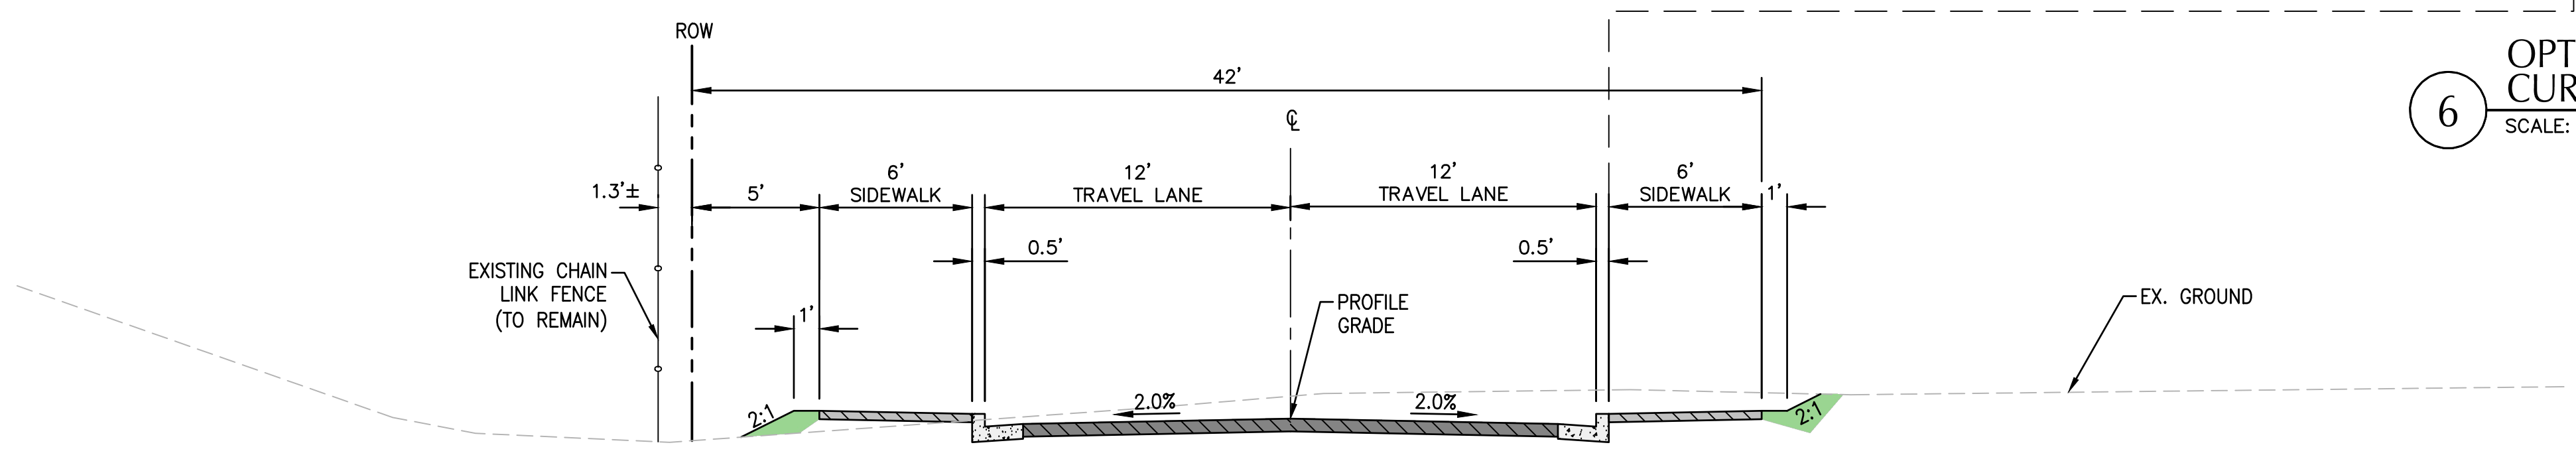 ROW
42'
℄
6'
12'
12'
6'
1.3'±
5'
SIDEWALK
TRAVEL LANE
TRAVEL LANE
SIDEWALK
1'
0.5'
0.5'
EXISTING CHAIN
LINK FENCE
(TO REMAIN)
1'
PROFILE
GRADE
EX. GROUND
2:1
2.0%
2.0%
2:1
6
OPT
CUR
SCALE: